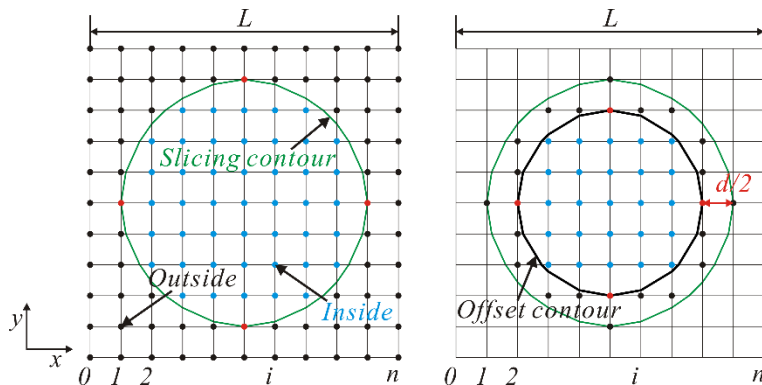 L
L
Slicing contour
d/2
Outside
Inside
Offset contour
y
x
0 1 2 i n
0 1 2 i n